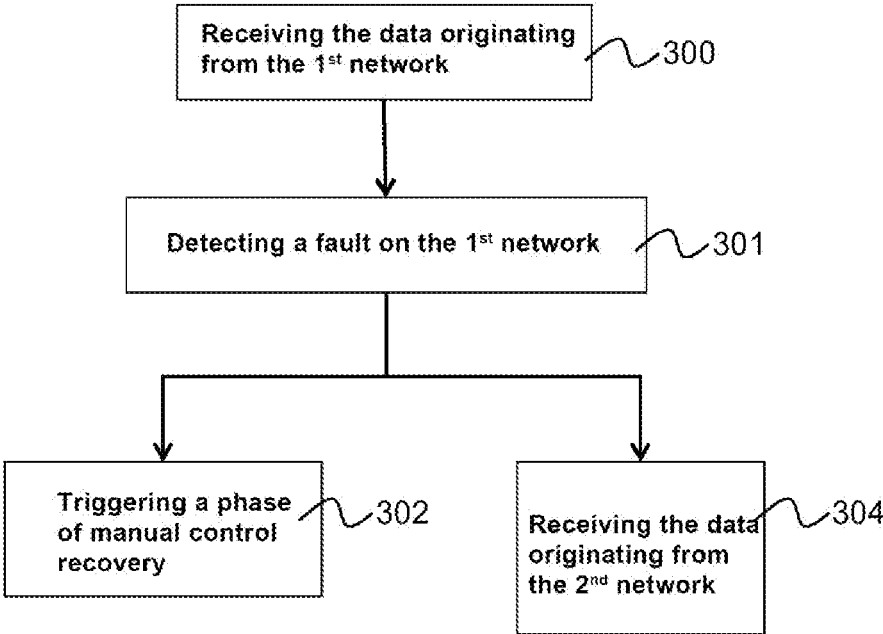 Receiving the data originating
from the 1st network
300
Detecting a fault on the 1st network
301
Triggering a phase
of manual control
recovery
302
Receiving the data
originating from
the 2nd network
304